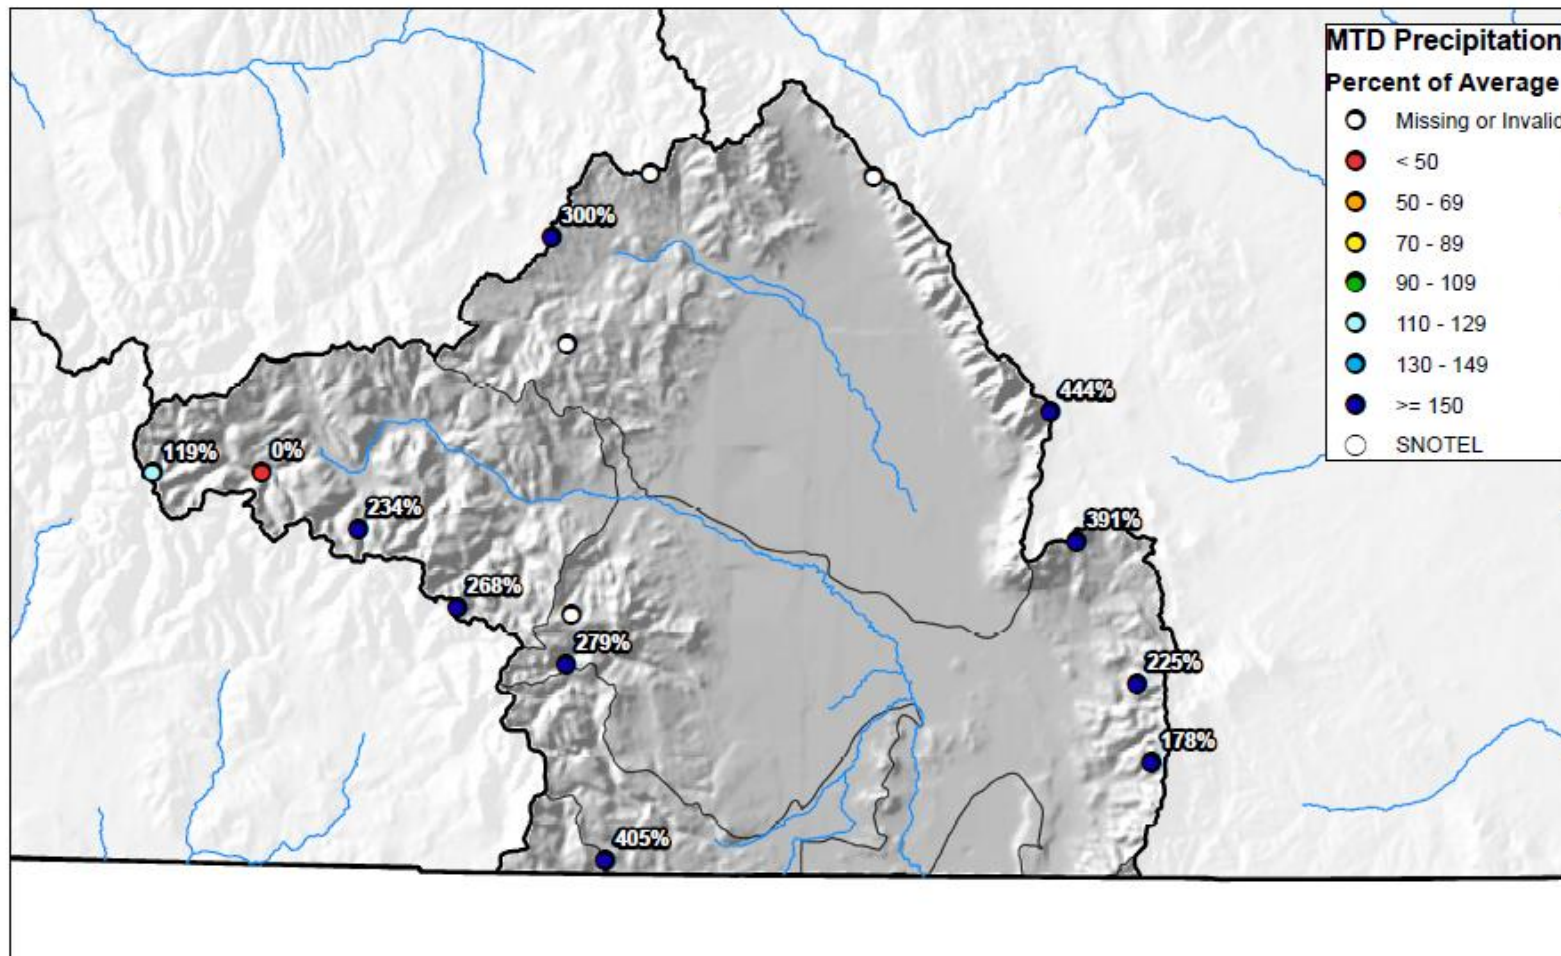 MTD Precipitation
Percent of Average
Missing or Invalid
< 50
50 - 69
70 - 89
90 - 109
110 - 129
130 - 149
>= 150
SNOTEL
300%
444%
119%
0%
234%
391%
268%
279%
225%
178%
405%